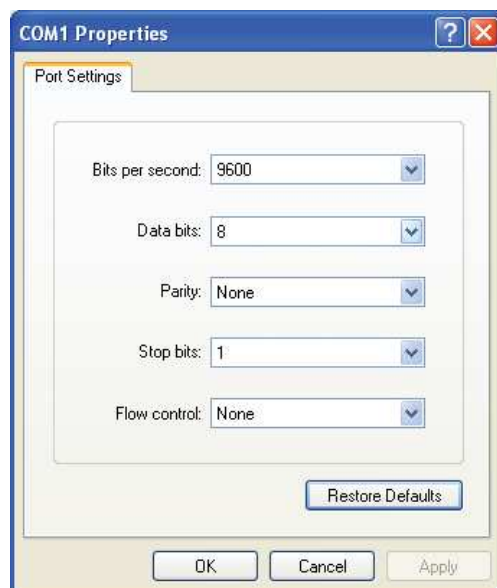 COM1 Properties
Port Settings
Bits per second: 9600
Data bits: 8
Parity: None
Stop bits: 1
Flow control: None
Restore Defaults
OK Cancel Apply